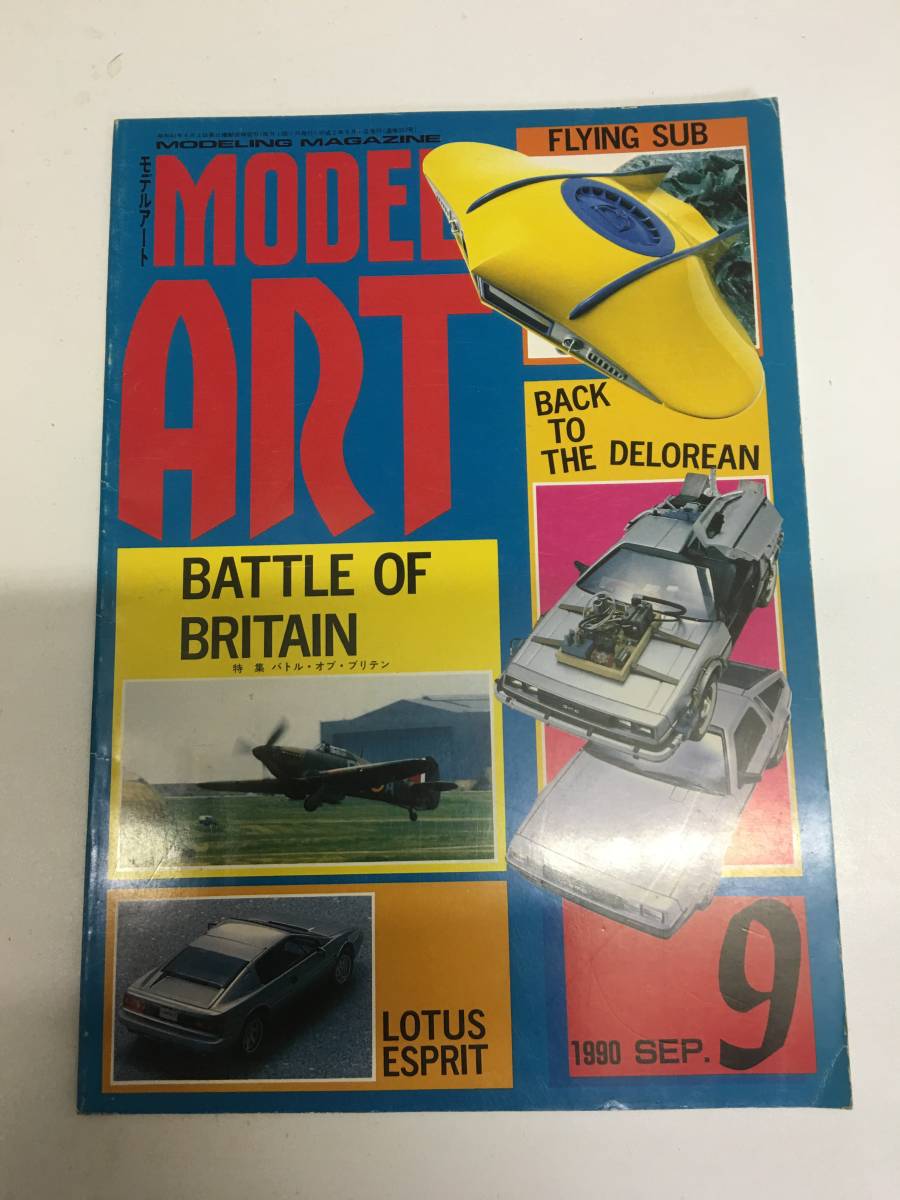 MODELING MAGAZINE
モデルアート
MODEL
ART
FLYING SUB
BACK
TO
THE DELOREAN
BATTLE OF
BRITAIN
特集 バトル・オブ・ブリテン
LOTUS
ESPRIT
1990 SEP. 9